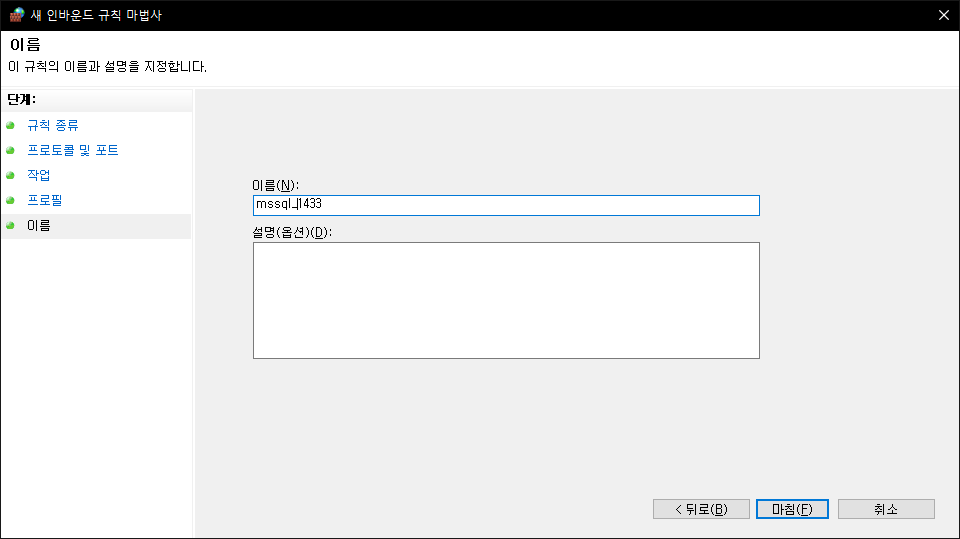 새 인바운드 규칙 마법사
이름
이 규칙의 이름과 설명을 지정합니다.
단계:
규칙 종류
프로토콜 및 포트
작업
프로필
이름
이름(N):
mssql_1433
설명(옵션)(D):
< 뒤로(B)
마침(F)
취소